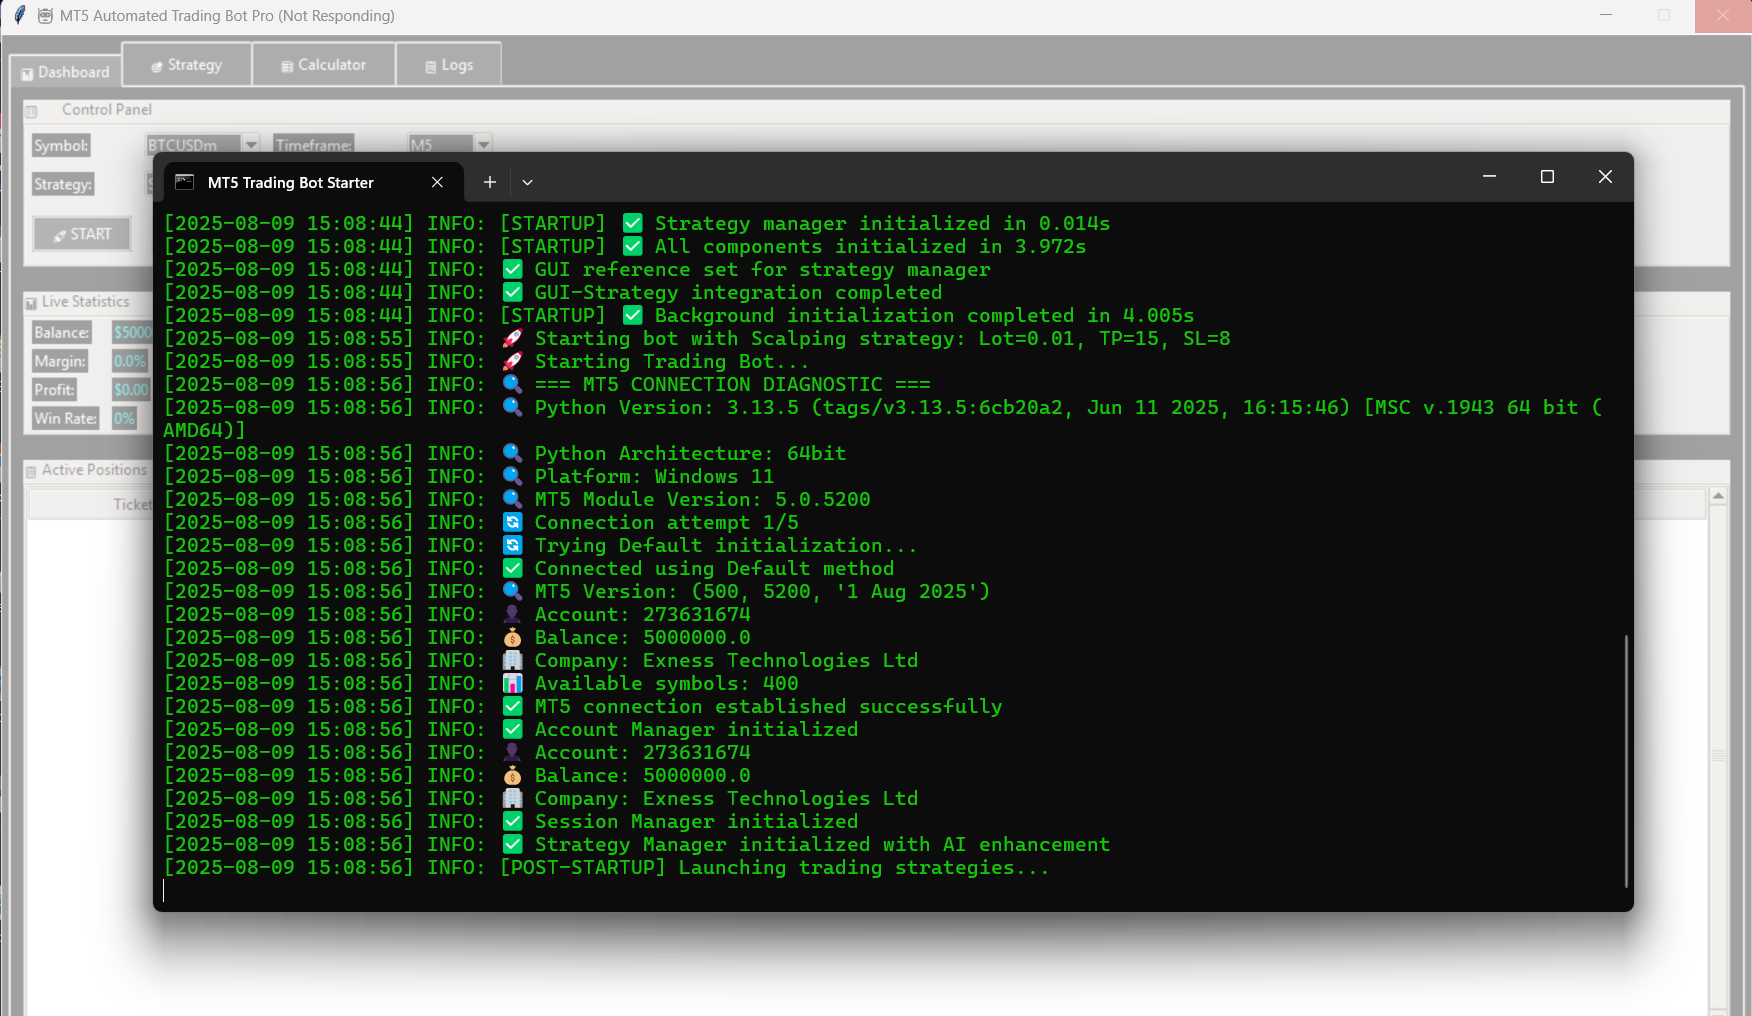 MT5 Automated Trading Bot Pro (Not Responding)
Dashboard
Strategy
Calculator
Logs
Control Panel
Symbol:
BTCUSDm
Timeframe:
M5
Strategy:
START
Live Statistics
Balance:
$5000
Margin:
0.0%
Profit:
$0.00
Win Rate:
0%
Active Positions
Ticket
MT5 Trading Bot Starter
[2025-08-09 15:08:44] INFO: [STARTUP] ✅ Strategy manager initialized in 0.014s
[2025-08-09 15:08:44] INFO: [STARTUP] ✅ All components initialized in 3.972s
[2025-08-09 15:08:44] INFO: ✅ GUI reference set for strategy manager
[2025-08-09 15:08:44] INFO: ✅ GUI-Strategy integration completed
[2025-08-09 15:08:44] INFO: [STARTUP] ✅ Background initialization completed in 4.005s
[2025-08-09 15:08:55] INFO: 🚀 Starting bot with Scalping strategy: Lot=0.01, TP=15, SL=8
[2025-08-09 15:08:55] INFO: 🚀 Starting Trading Bot...
[2025-08-09 15:08:56] INFO: 🔍 === MT5 CONNECTION DIAGNOSTIC ===
[2025-08-09 15:08:56] INFO: 🔍 Python Version: 3.13.5 (tags/v3.13.5:6cb20a2, Jun 11 2025, 16:15:46) [MSC v.1943 64 bit (
AMD64)]
[2025-08-09 15:08:56] INFO: 🔍 Python Architecture: 64bit
[2025-08-09 15:08:56] INFO: 🔍 Platform: Windows 11
[2025-08-09 15:08:56] INFO: 🔍 MT5 Module Version: 5.0.5200
[2025-08-09 15:08:56] INFO: 🔄 Connection attempt 1/5
[2025-08-09 15:08:56] INFO: 🔄 Trying Default initialization...
[2025-08-09 15:08:56] INFO: ✅ Connected using Default method
[2025-08-09 15:08:56] INFO: 🔍 MT5 Version: (500, 5200, '1 Aug 2025')
[2025-08-09 15:08:56] INFO: 👤 Account: 273631674
[2025-08-09 15:08:56] INFO: 💰 Balance: 5000000.0
[2025-08-09 15:08:56] INFO: 🏢 Company: Exness Technologies Ltd
[2025-08-09 15:08:56] INFO: 📊 Available symbols: 400
[2025-08-09 15:08:56] INFO: ✅ MT5 connection established successfully
[2025-08-09 15:08:56] INFO: ✅ Account Manager initialized
[2025-08-09 15:08:56] INFO: 👤 Account: 273631674
[2025-08-09 15:08:56] INFO: 💰 Balance: 5000000.0
[2025-08-09 15:08:56] INFO: 🏢 Company: Exness Technologies Ltd
[2025-08-09 15:08:56] INFO: ✅ Session Manager initialized
[2025-08-09 15:08:56] INFO: ✅ Strategy Manager initialized with AI enhancement
[2025-08-09 15:08:56] INFO: [POST-STARTUP] Launching trading strategies...